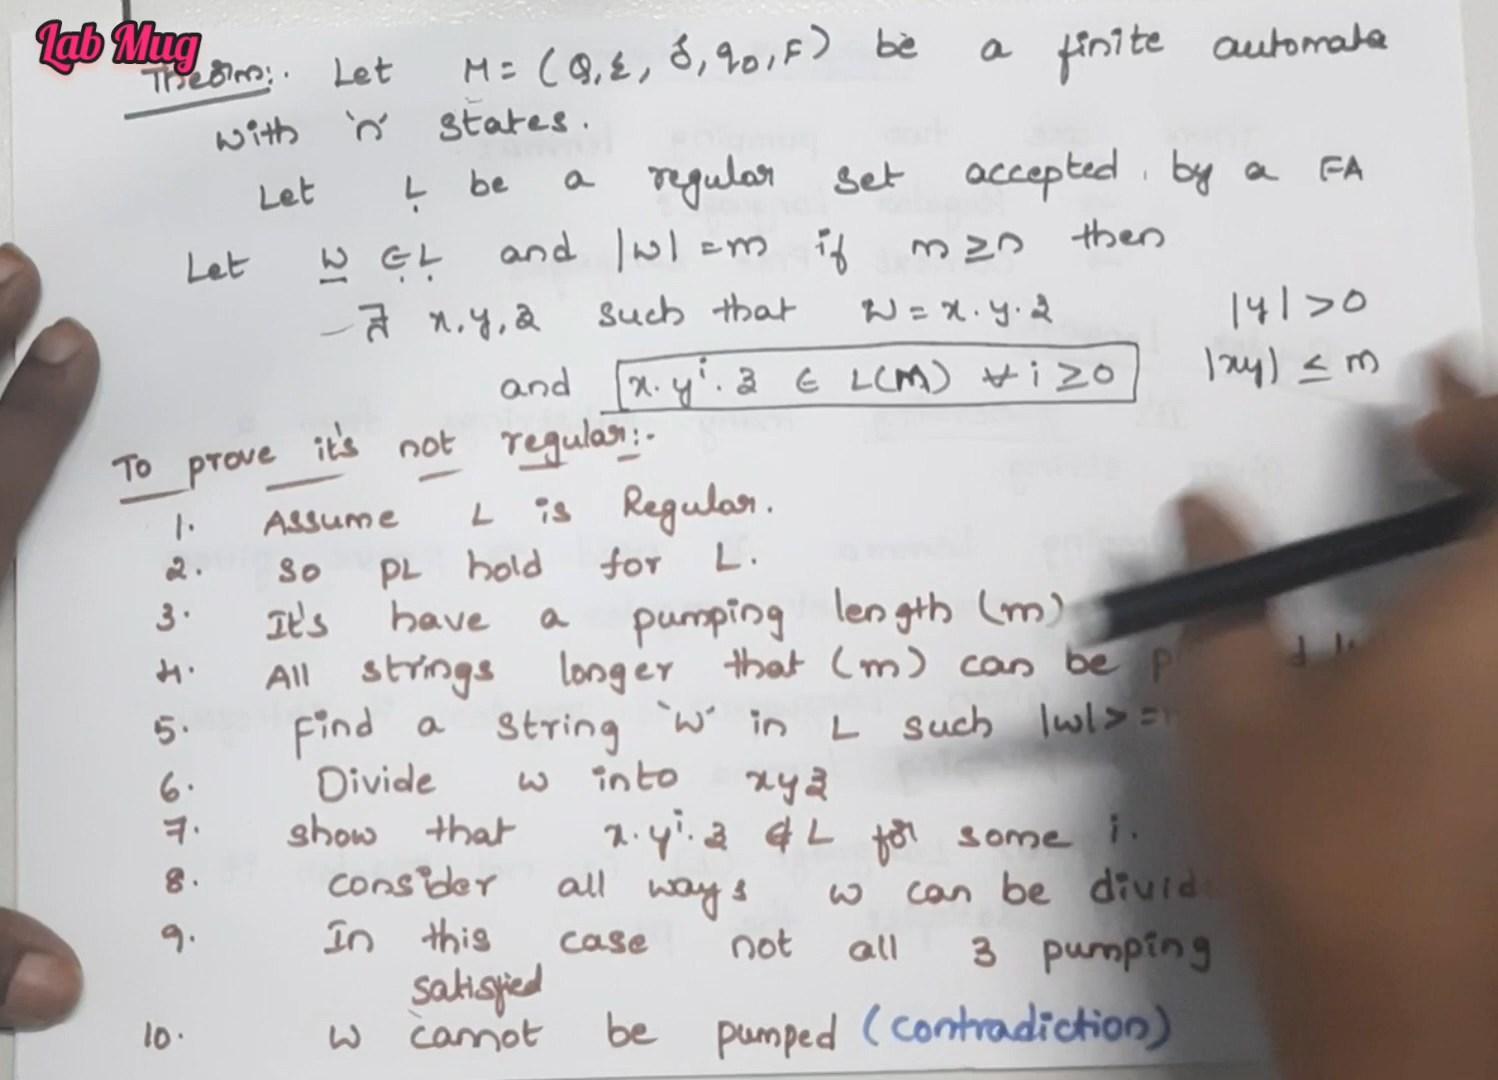 Lab Mug
Theorem:. Let M = (Q, Σ, δ, q0, F) be a finite automata
with 'n' states.
Let L be a regular set accepted by a FA
Let w ∈ L and |w| = m if m ≥ n then
∃ x, y, z such that w = x.y.z |y| > 0
and x.yⁱ.z ∈ L(M) ∀ i ≥ 0 |xy| ≤ m
To prove it's not regular:-
1. Assume L is Regular.
2. So PL hold for L.
3. It's have a pumping length (m)
4. All strings longer that (m) can be
5. Find a string 'w' in L such |w| > =
6. Divide w into xyz
7. show that x.yⁱ.z ∉ L for some i.
8. consider all ways w can be divid
9. In this case not all 3 pumping
satisfied
10. w cannot be pumped (contradiction)